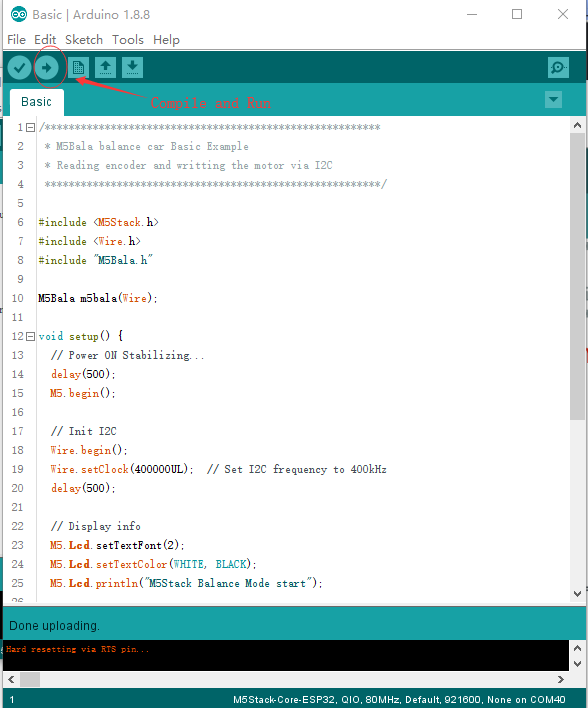 Basic | Arduino 1.8.8
File Edit Sketch Tools Help
Compile and Run
Basic
1 /********************************************************
2 * M5Bala balance car Basic Example
3 * Reading encoder and writting the motor via I2C
4 ********************************************************/
5
6 #include <M5Stack.h>
7 #include <Wire.h>
8 #include "M5Bala.h"
9
10 M5Bala m5bala(Wire);
11
12 void setup() {
13 // Power ON Stabilizing...
14 delay(500);
15 M5.begin();
16
17 // Init I2C
18 Wire.begin();
19 Wire.setClock(400000UL);  // Set I2C frequency to 400kHz
20 delay(500);
21
22 // Display info
23 M5.Lcd.setTextFont(2);
24 M5.Lcd.setTextColor(WHITE, BLACK);
25 M5.Lcd.println("M5Stack Balance Mode start");
26
Done uploading.
Hard resetting via RTS pin...
1 M5Stack-Core-ESP32, QIO, 80MHz, Default, 921600, None on COM40